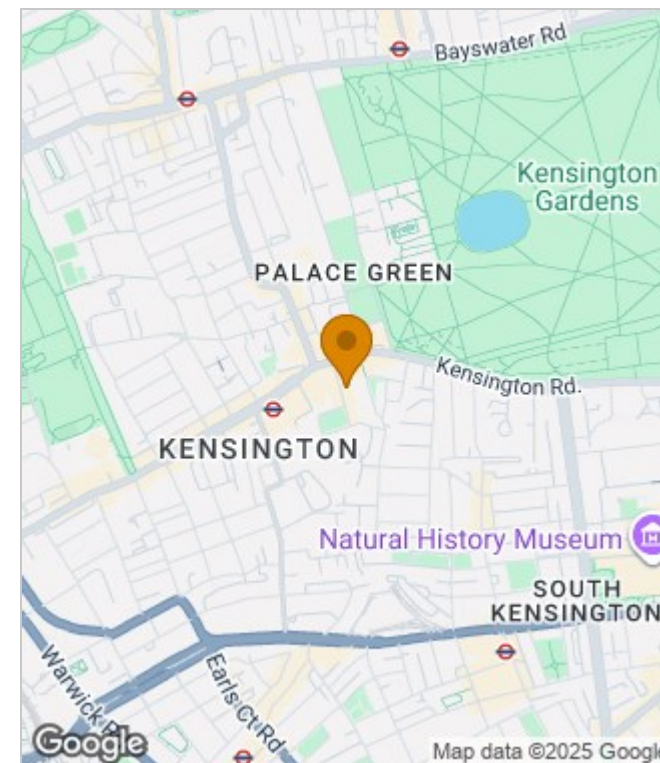 Bayswater Rd
Kensington
Gardens
PALACE GREEN
Kensington Rd.
KENSINGTON
Natural History Museum
SOUTH
KENSINGTON
Warwick
Earls Ct Rd
Google
Map data ©2025 Google